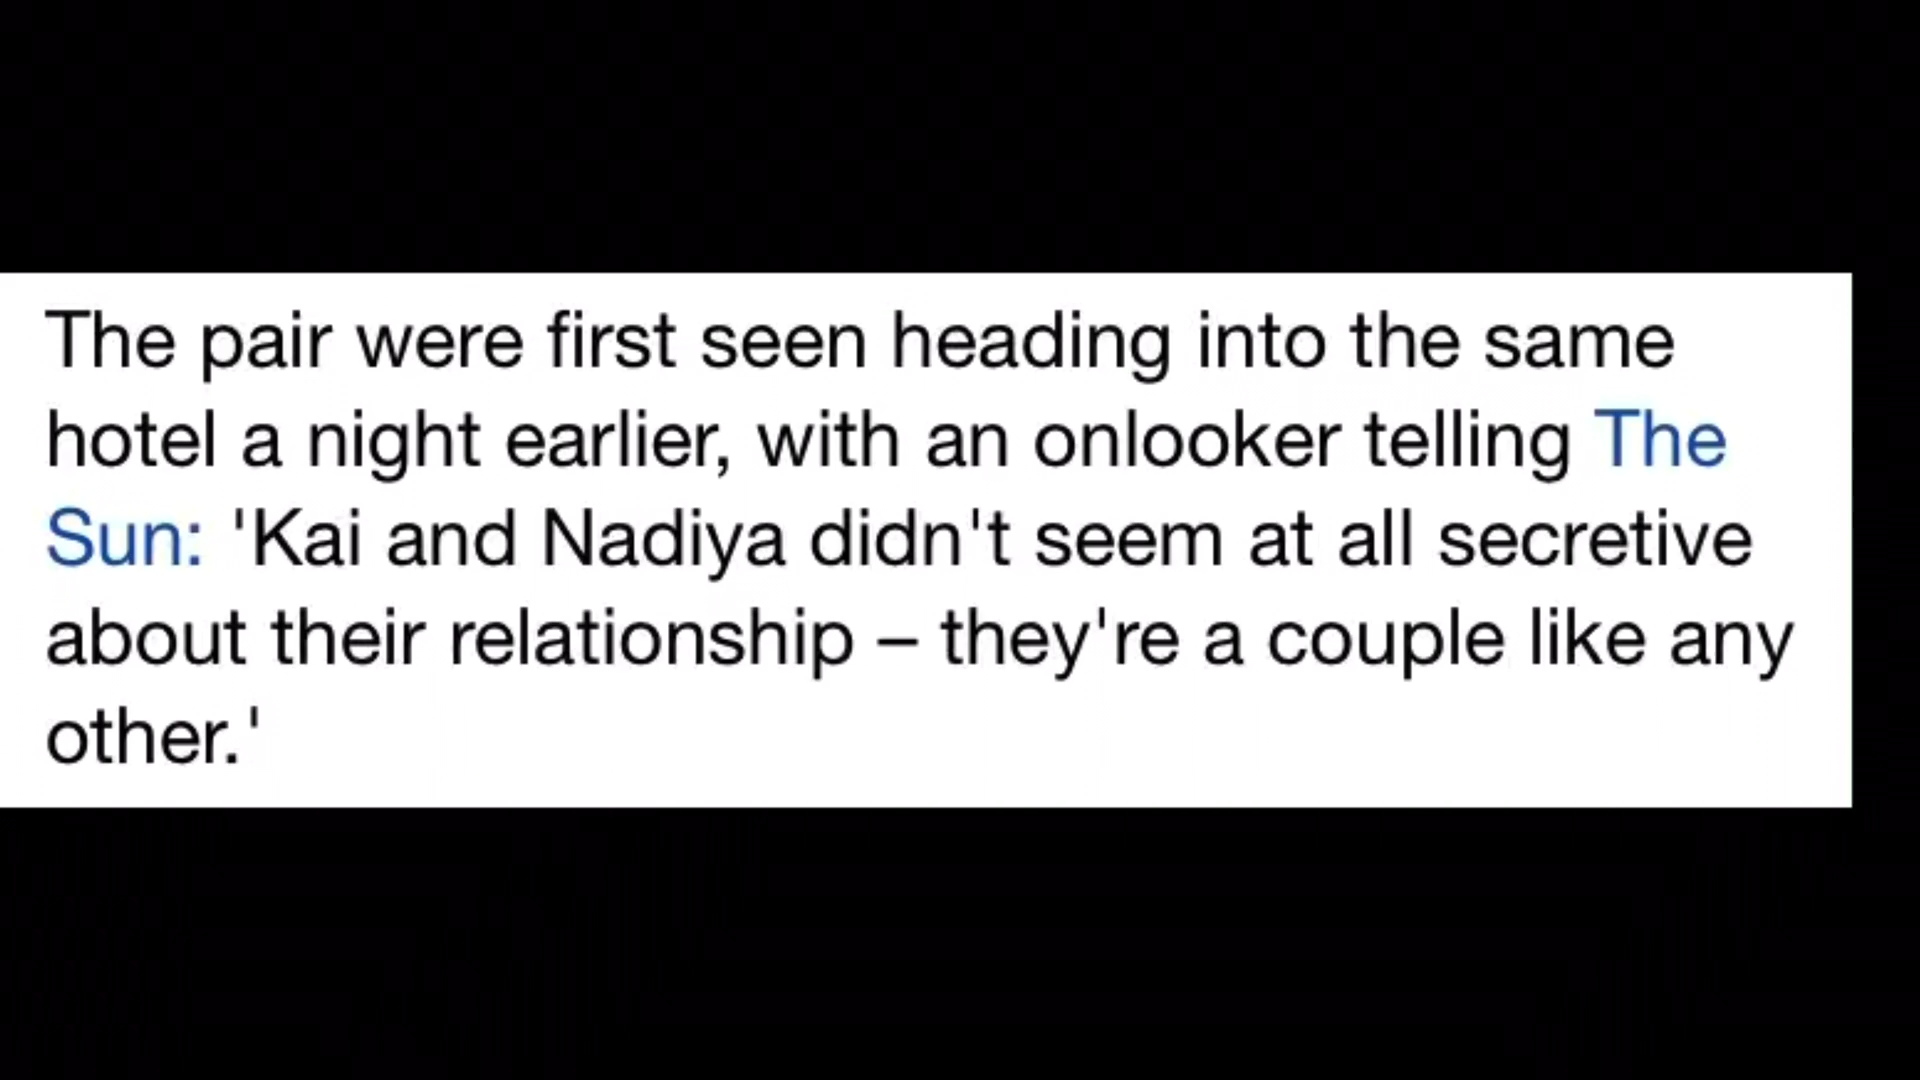 The pair were first seen heading into the same
hotel a night earlier, with an onlooker telling The
Sun: 'Kai and Nadiya didn't seem at all secretive
about their relationship – they're a couple like any
other.'